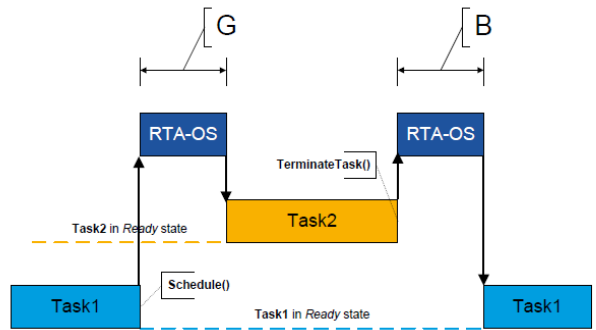 G
B
RTA-OS
RTA-OS
TerminateTask()
Task2
Task2 in Ready state
Schedule()
Task1
Task1 in Ready state
Task1